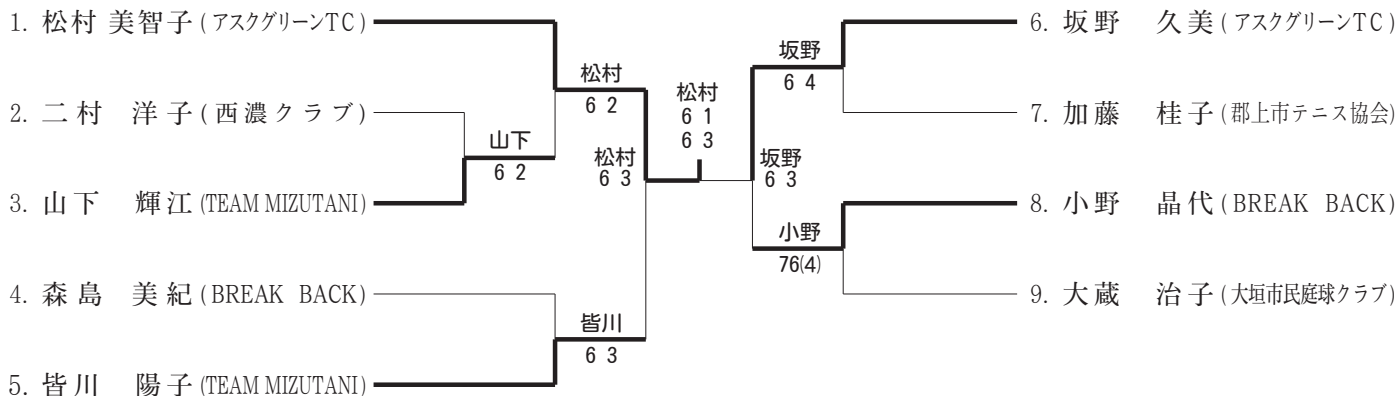 1. 松村 美智子 (アスクグリーンTC)
2. 二村 洋子 (西濃クラブ)
3. 山下 輝江 (TEAM MIZUTANI)
4. 森島 美紀 (BREAK BACK)
5. 皆川 陽子 (TEAM MIZUTANI)
山下
6 2
松村
6 2
皆川
6 3
松村
6 3
松村
6 1
6 3
坂野
6 3
坂野
6 4
小野
76(4)
6. 坂野 久美 (アスクグリーンTC)
7. 加藤 桂子 (郡上市テニス協会)
8. 小野 晶代 (BREAK BACK)
9. 大蔵 治子 (大垣市民庭球クラブ)